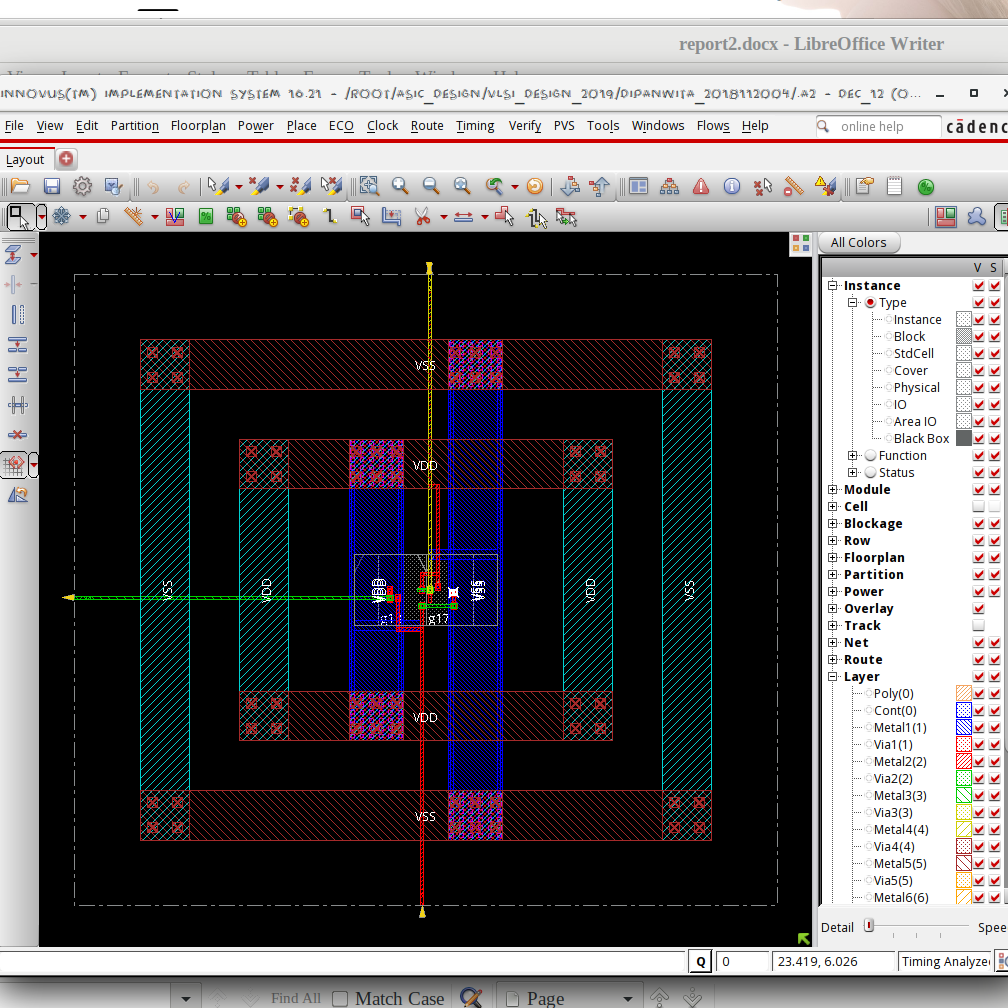 report2.docx - LibreOffice Writer
INNOVUS(TM) IMPLEMENTATION SYSTEM 16.21 - /ROOT/ASIC_DESIGN/VLSI_DESIGN_2019/DIPANWITA_2018112004/.A2 - DEC_12 (O...
File View Edit Partition Floorplan Power Place ECO Clock Route Timing Verify PVS Tools Windows Flows Help
online help
cādenc
Layout
All Colors
V S
Instance
Type
Instance
Block
StdCell
Cover
Physical
IO
Area IO
Black Box
Function
Status
Module
Cell
Blockage
Row
Floorplan
Partition
Power
Overlay
Track
Net
Route
Layer
Poly(0)
Cont(0)
Metal1(1)
Via1(1)
Metal2(2)
Via2(2)
Metal3(3)
Via3(3)
Metal4(4)
Via4(4)
Metal5(5)
Via5(5)
Metal6(6)
VSS
VDD
VSS
VDD
VDD
VSS
VDD
VSS
g17
VDD
VSS
Detail
Spee
Q 0 23.419, 6.026 Timing Analyze
Find All Match Case Page